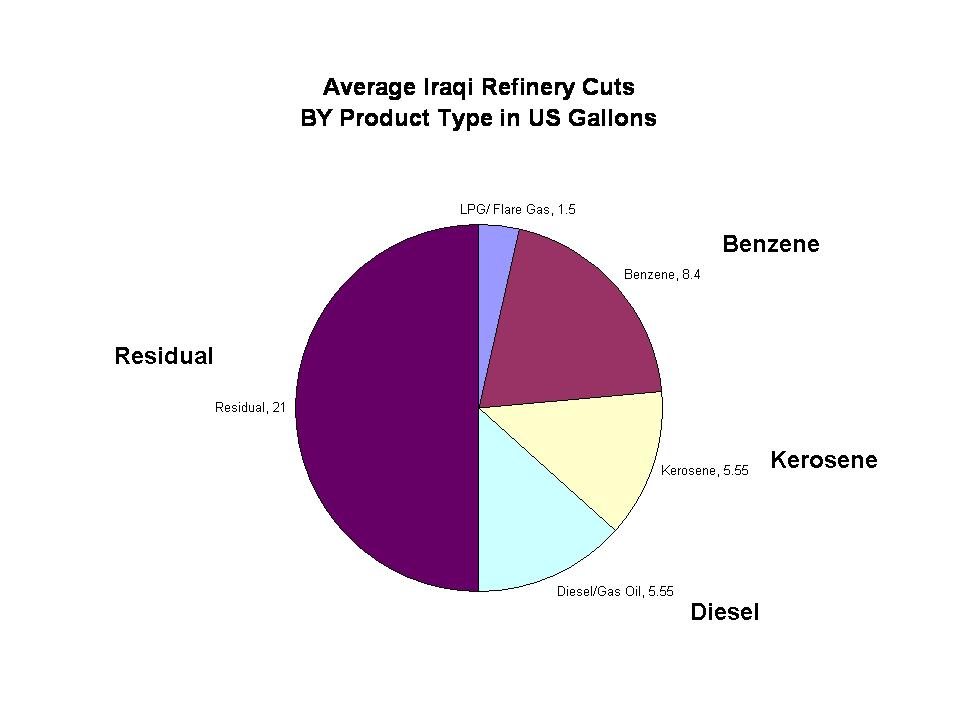 Average Iraqi Refinery Cuts
BY Product Type in US Gallons
LPG/ Flare Gas, 1.5
Benzene
Benzene, 8.4
Residual
Residual, 21
Kerosene
Kerosene, 5.55
Diesel/Gas Oil, 5.55
Diesel